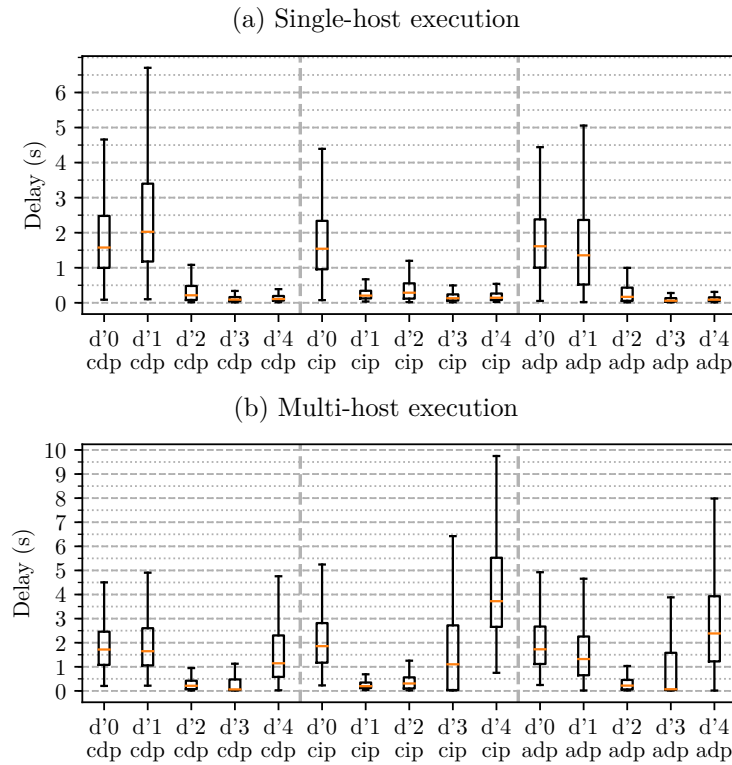 (a) Single-host execution
Delay (s)
6
5
4
3
2
1
0
d'0 d'1 d'2 d'3 d'4 d'0 d'1 d'2 d'3 d'4 d'0 d'1 d'2 d'3 d'4
cdp cdp cdp cdp cdp cip cip cip cip cip adp adp adp adp adp
(b) Multi-host execution
Delay (s)
10
9
8
7
6
5
4
3
2
1
0
d'0 d'1 d'2 d'3 d'4 d'0 d'1 d'2 d'3 d'4 d'0 d'1 d'2 d'3 d'4
cdp cdp cdp cdp cdp cip cip cip cip cip adp adp adp adp adp